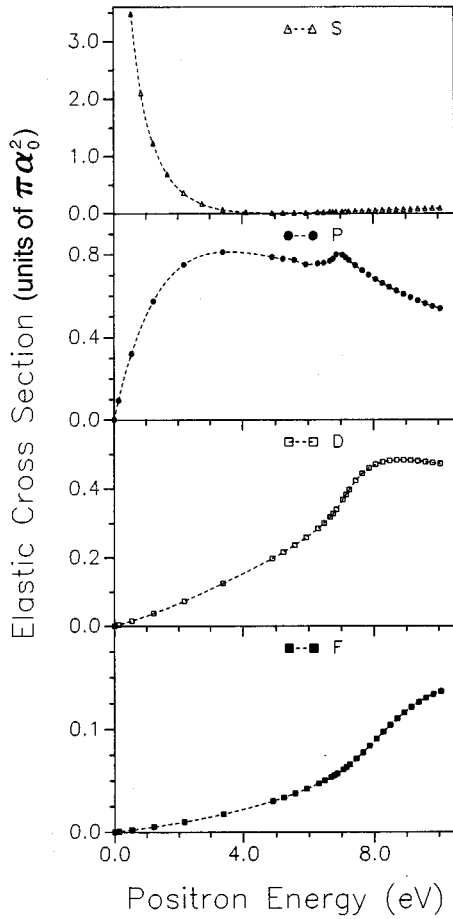 S
3.0
2.0
1.0
0.0
P
0.8
0.4
0.0
D
0.4
0.2
0.0
F
0.1
0.0
0.0 4.0 8.0
Positron Energy (eV)
Elastic Cross Section (units of πα₀²)